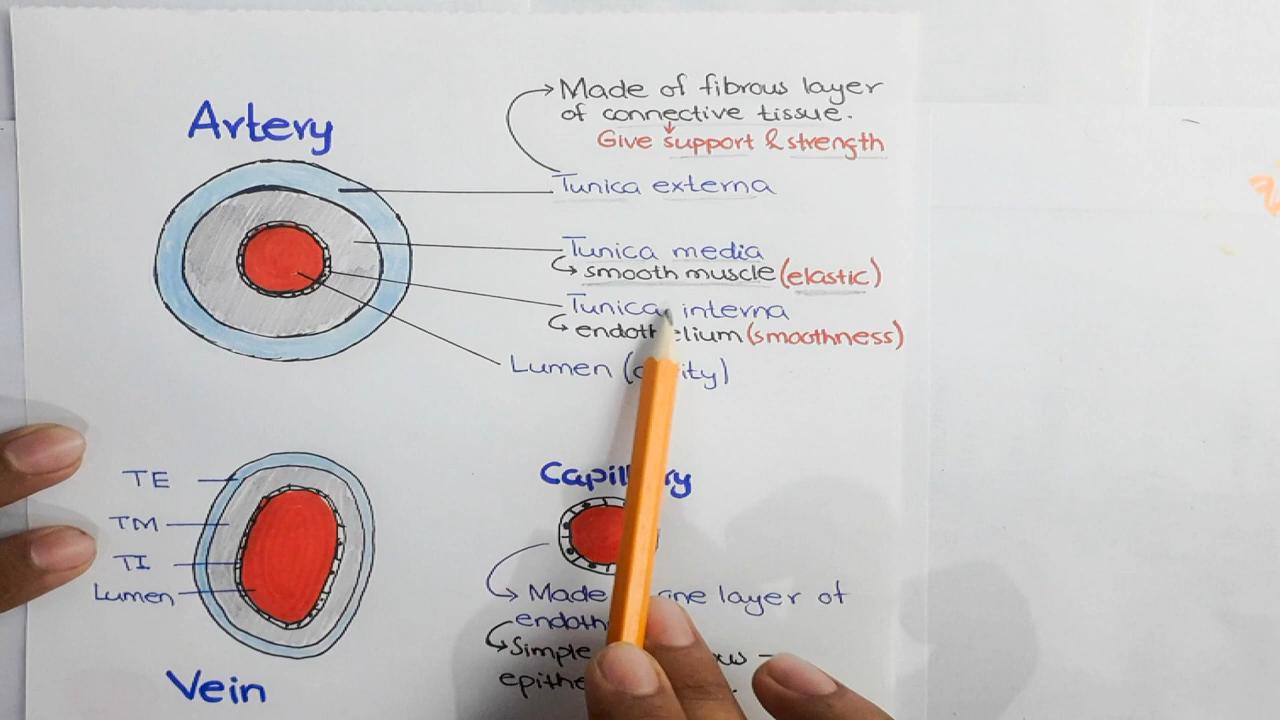 Artery
Made of fibrous layer
of connective tissue.
Give support & strength
Tunica externa
Tunica media
smooth muscle (elastic)
Tunica interna
endothelium (smoothness)
Lumen
TE
TM
TI
Lumen
Vein
Made layer of
Simple